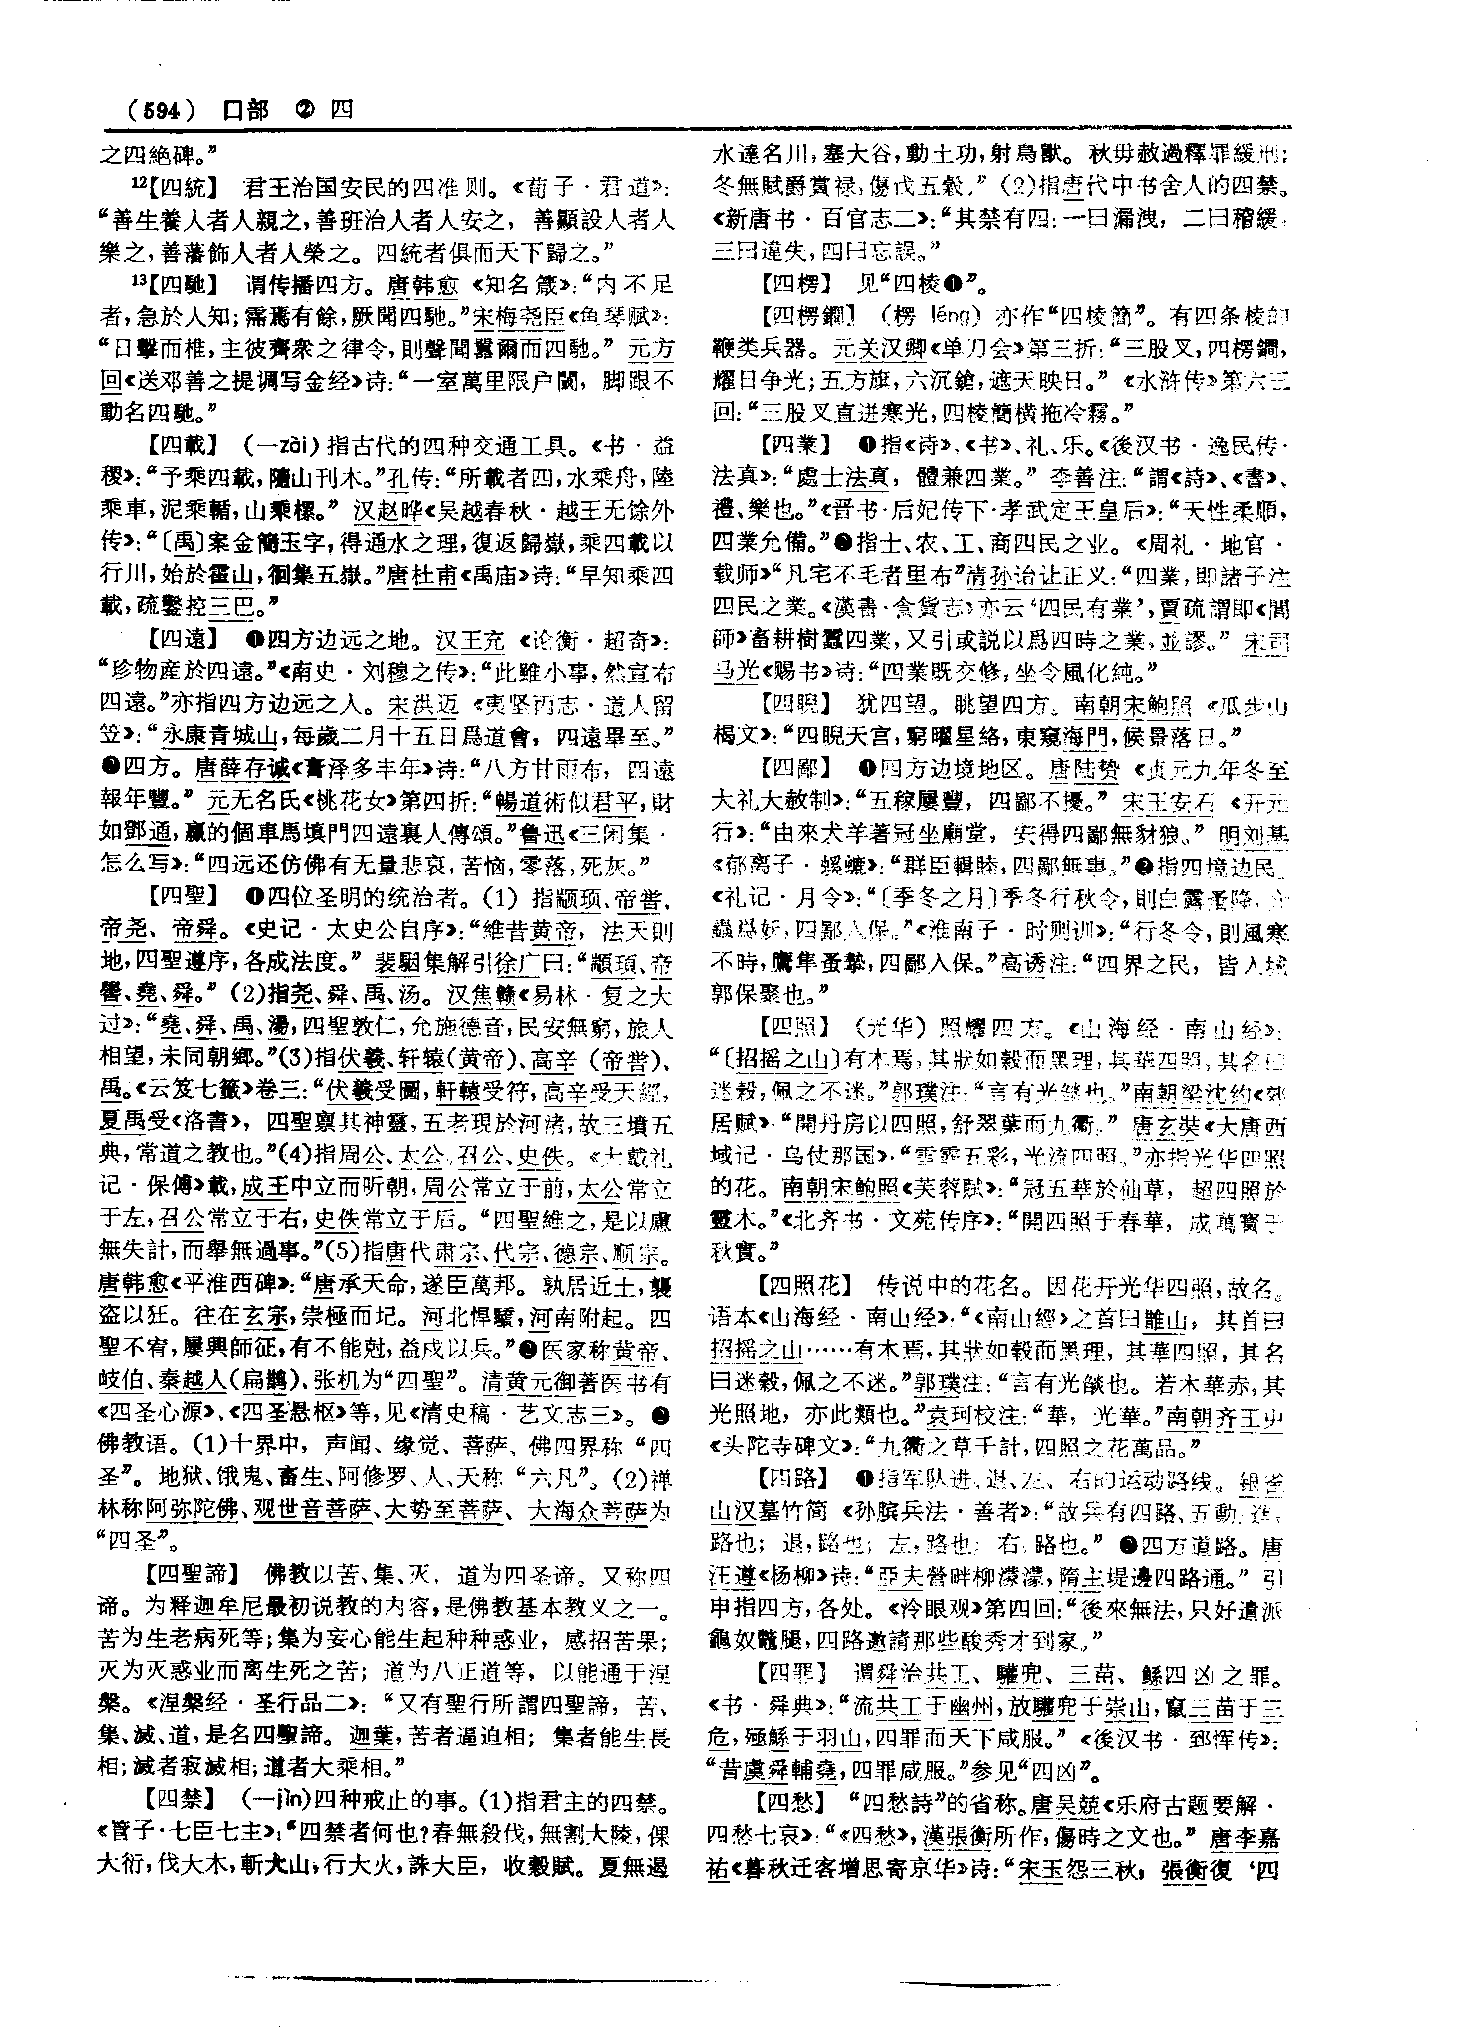 (594) 口部 ② 四
之四絶碑。”
12【四統】 君王治国安民的四准则。《荀子·君道》：
“善生養人者人親之，善班治人者人安之，善顯設人者人
樂之，善藩飾人者人榮之。四統者俱而天下歸之。”
13【四馳】 谓传播四方。唐韩愈《知名箴》：“内不足
者，急於人知；霈焉有餘，厥聞四馳。”宋梅尧臣《鱼琴赋》：
“日擊而椎，主彼齊衆之律令，則聲聞囂爾而四馳。” 元方
回《送邓善之提调写金经》诗：“一室萬里限户閾，脚跟不
動名四馳。”
【四載】 (一zǎi) 指古代的四种交通工具。《书·益
稷》：“予乘四載，隨山刊木。”孔传：“所載者四，水乘舟，陸
乘車，泥乘輴，山乘樏。” 汉赵晔《吴越春秋·越王无馀外
传》：“〔禹〕案金簡玉字，得通水之理，復返歸嶽，乘四載以
行川，始於霍山，徊集五嶽。”唐杜甫《禹庙》诗：“早知乘四
載，疏鑿控三巴。”
【四遠】 ❶四方边远之地。汉王充《论衡·超奇》：
“珍物産於四遠。”《南史·刘穆之传》：“此雖小事，然宣布
四遠。”亦指四方边远之人。宋洪迈《夷坚丙志·道人留
笠》：“永康青城山，每歲二月十五日爲道會，四遠畢至。”
❷四方。唐薛存诚《膏泽多丰年》诗：“八方甘雨布，四遠
報年豐。” 元无名氏《桃花女》第四折：“暢道術似君平，財
如鄧通，贏的個車馬填門四遠裏人傳頌。”鲁迅《三闲集·
怎么写》：“四远还仿佛有无量悲哀，苦恼，零落，死灰。”
【四聖】 ❶四位圣明的统治者。(1) 指颛顼、帝喾、
帝尧、帝舜。《史记·太史公自序》：“維昔黄帝，法天則
地，四聖遵序，各成法度。” 裴駰集解引徐广曰：“顓頊、帝
嚳、堯、舜。” (2)指尧、舜、禹、汤。汉焦赣《易林·复之大
过》：“堯、舜、禹、湯，四聖敦仁，允施德音，民安無窮，旅人
相望，未同朝鄉。”(3)指伏羲、轩辕(黄帝)、高辛 (帝喾)、
禹。《云笈七籤》卷三：“伏羲受圖，軒轅受符，高辛受天經，
夏禹受《洛書》，四聖禀其神靈，五老現於河渚，故三墳五
典，常道之教也。”(4)指周公、太公、召公、史佚。《大戴礼
记·保傅》載，成王中立而听朝，周公常立于前，太公常立
于左，召公常立于右，史佚常立于后。“四聖維之，是以慮
無失計，而舉無過事。”(5)指唐代肃宗、代宗、德宗、顺宗。
唐韩愈《平淮西碑》：“唐承天命，遂臣萬邦。孰居近土，襲
盗以狂。往在玄宗，崇極而圮。河北悍驕，河南附起。四
聖不宥，屢興師征，有不能尅，益戍以兵。”❷医家称黄帝、
岐伯、秦越人(扁鹊)、张机为“四聖”。清黄元御著医书有
《四圣心源》、《四圣悬枢》等，见《清史稿·艺文志三》。❸
佛教语。(1)十界中，声闻、缘觉、菩萨、佛四界称“四
圣”。地狱、饿鬼、畜生、阿修罗、人、天称“六凡”。(2)禅
林称阿弥陀佛、观世音菩萨、大势至菩萨、大海众菩萨为
“四圣”。
【四聖諦】 佛教以苦、集、灭、道为四圣谛。又称四
谛。为释迦牟尼最初说教的内容，是佛教基本教义之一。
苦为生老病死等；集为妄心能生起种种惑业，感招苦果；
灭为灭惑业而离生死之苦；道为八正道等，以能通于涅
槃。《涅槃经·圣行品二》：“又有聖行所謂四聖諦，苦、
集、滅、道，是名四聖諦。迦葉，苦者逼迫相；集者能生長
相；滅者寂滅相；道者大乘相。”
【四禁】 (一jìn)四种戒止的事。(1)指君主的四禁。
《管子·七臣七主》：“四禁者何也？春無殺伐，無割大陵，倮
大衍，伐大木，斬大山，行大火，誅大臣，收穀賦。夏無遏
水達名川，塞大谷，動土功，射鳥獸。秋毋赦過釋罪緩刑；
冬無賦爵賞禄，傷伐五穀。” (2)指唐代中书舍人的四禁。
《新唐书·百官志二》：“其禁有四：一曰漏洩，二曰稽緩，
三曰違失，四曰忘誤。”
【四楞】 见“四棱❶”。
【四楞鐧】 (楞 léng) 亦作“四棱簡”。有四条棱的
鞭类兵器。元关汉卿《单刀会》第三折：“三股叉，四楞鐧，
耀日争光；五方旗，六沉鎗，遮天映日。” 《水浒传》第六三
回：“三股叉直迸寒光，四棱簡横拖冷霧。”
【四業】 ❶指《诗》、《书》、礼、乐。《後汉书·逸民传·
法真》：“處士法真，體兼四業。” 李善注：“謂《詩》、《書》、
禮、樂也。”《晋书·后妃传下·孝武定王皇后》：“天性柔順，
四業允備。”❷指士、农、工、商四民之业。《周礼·地官·
载师》“凡宅不毛者里布”清孙诒让正义：“四業，即諸子注
四民之業。《漢書·食貨志》亦云‘四民有業’，賈疏謂即《閭
師》畜耕樹蠶四業，又引或説以爲四時之業，並謬。” 宋司
马光《赐书》诗：“四業既交修，坐令風化純。”
【四睨】 犹四望。眺望四方。南朝宋鲍照《瓜步山
楬文》：“四睨天宫，窮曜星絡，東窺海門，候景落日。”
【四鄙】 ❶四方边境地区。唐陆贽《贞元九年冬至
大礼大赦制》：“五稼屢豐，四鄙不擾。” 宋王安石《开元
行》：“由來犬羊著冠坐廟堂，安得四鄙無豺狼。” 明刘基
《郁离子·螇螰》：“群臣輯睦，四鄙無事。”❷指四境边民。
《礼记·月令》：“〔季冬之月〕季冬行秋令，則白露蚤降，介
蟲爲妖，四鄙入保。”《淮南子·时则训》：“行冬令，則風寒
不時，鷹隼蚤摯，四鄙入保。”高诱注：“四界之民，皆入城
郭保聚也。”
【四照】 (光华) 照耀四方。《山海经·南山经》：
“〔招摇之山〕有木焉，其狀如榖而黑理，其華四照，其名曰
迷榖，佩之不迷。”郭璞注：“言有光燄也。”南朝梁沈约《郊
居赋》：“開丹房以四照，舒翠葉而九衢。” 唐玄奘《大唐西
域记·乌仗那国》：“雪霏五彩，光流四照。”亦指光华四照
的花。南朝宋鲍照《芙蓉赋》：“冠五華於仙草，超四照於
靈木。”《北齐书·文苑传序》：“開四照于春華，成萬寳于
秋實。”
【四照花】 传说中的花名。因花开光华四照，故名。
语本《山海经·南山经》：“《南山經》之首曰䧿山，其首曰
招摇之山……有木焉，其狀如榖而黑理，其華四照，其名
曰迷榖，佩之不迷。”郭璞注：“言有光燄也。若木華赤，其
光照地，亦此類也。”袁珂校注：“華，光華。”南朝齐王屮
《头陀寺碑文》：“九衢之草千計，四照之花萬品。”
【四路】 ❶指军队进、退、左、右的运动路线。银雀
山汉墓竹简《孙膑兵法·善者》：“故兵有四路、五動：進，
路也；退，路也；左，路也；右，路也。” ❷四方道路。唐
汪遵《杨柳》诗：“亞夫營畔柳濛濛，隋主堤邊四路通。” 引
申指四方，各处。《冷眼观》第四回：“後來無法，只好遣派
龜奴鼈腿，四路邀請那些酸秀才到家。”
【四罪】 谓舜治共工、驩兜、三苗、鲧四凶之罪。
《书·舜典》：“流共工于幽州，放驩兜于崇山，竄三苗于三
危，殛鯀于羽山，四罪而天下咸服。” 《後汉书·郅恽传》：
“昔虞舜輔堯，四罪咸服。”参见“四凶”。
【四愁】 “四愁詩”的省称。唐吴兢《乐府古题要解·
四愁七哀》：“《四愁》，漢張衡所作，傷時之文也。” 唐李嘉
祐《暮秋迁客增思寄京华》诗：“宋玉怨三秋，張衡復‘四